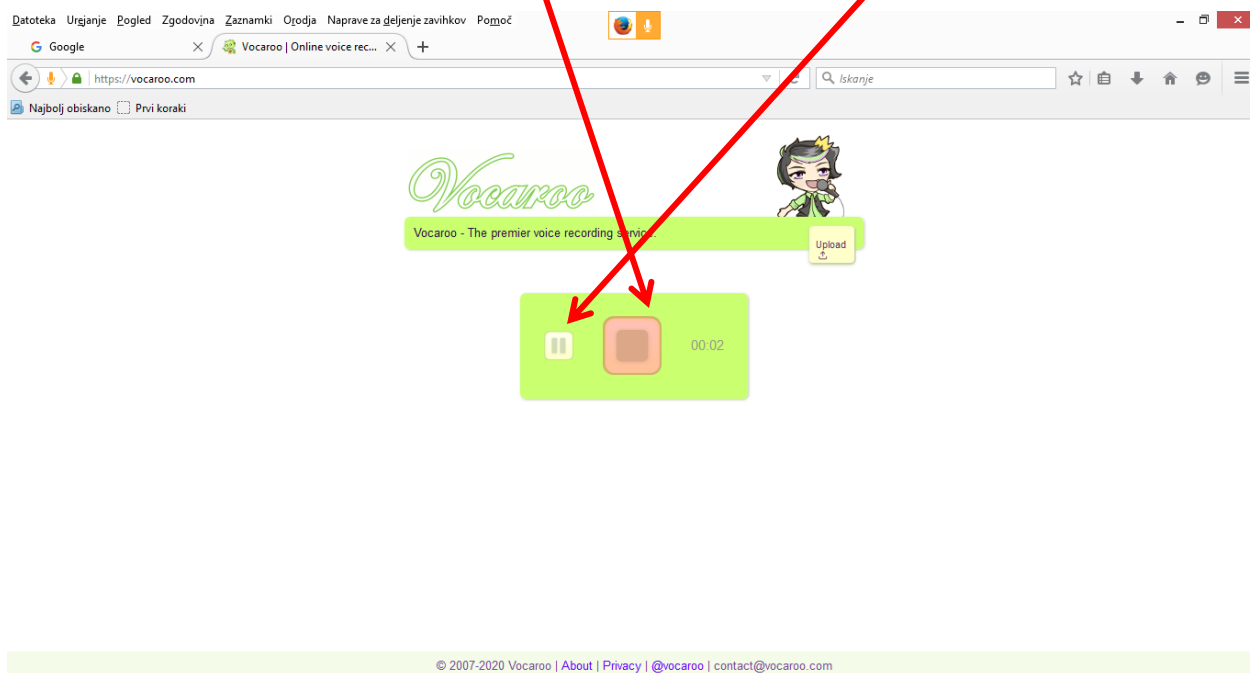 Datoteka Urejanje Pogled Zgodovina Zaznamki Orodja Naprave za deljenje zavihkov Pomoč
Google Vocaroo | Online voice rec...
https://vocaroo.com Iskanje
Najbolj obiskano Prvi koraki
Vocaroo
Vocaroo - The premier voice recording service.
Upload
00:02
© 2007-2020 Vocaroo | About | Privacy | @vocaroo | contact@vocaroo.com